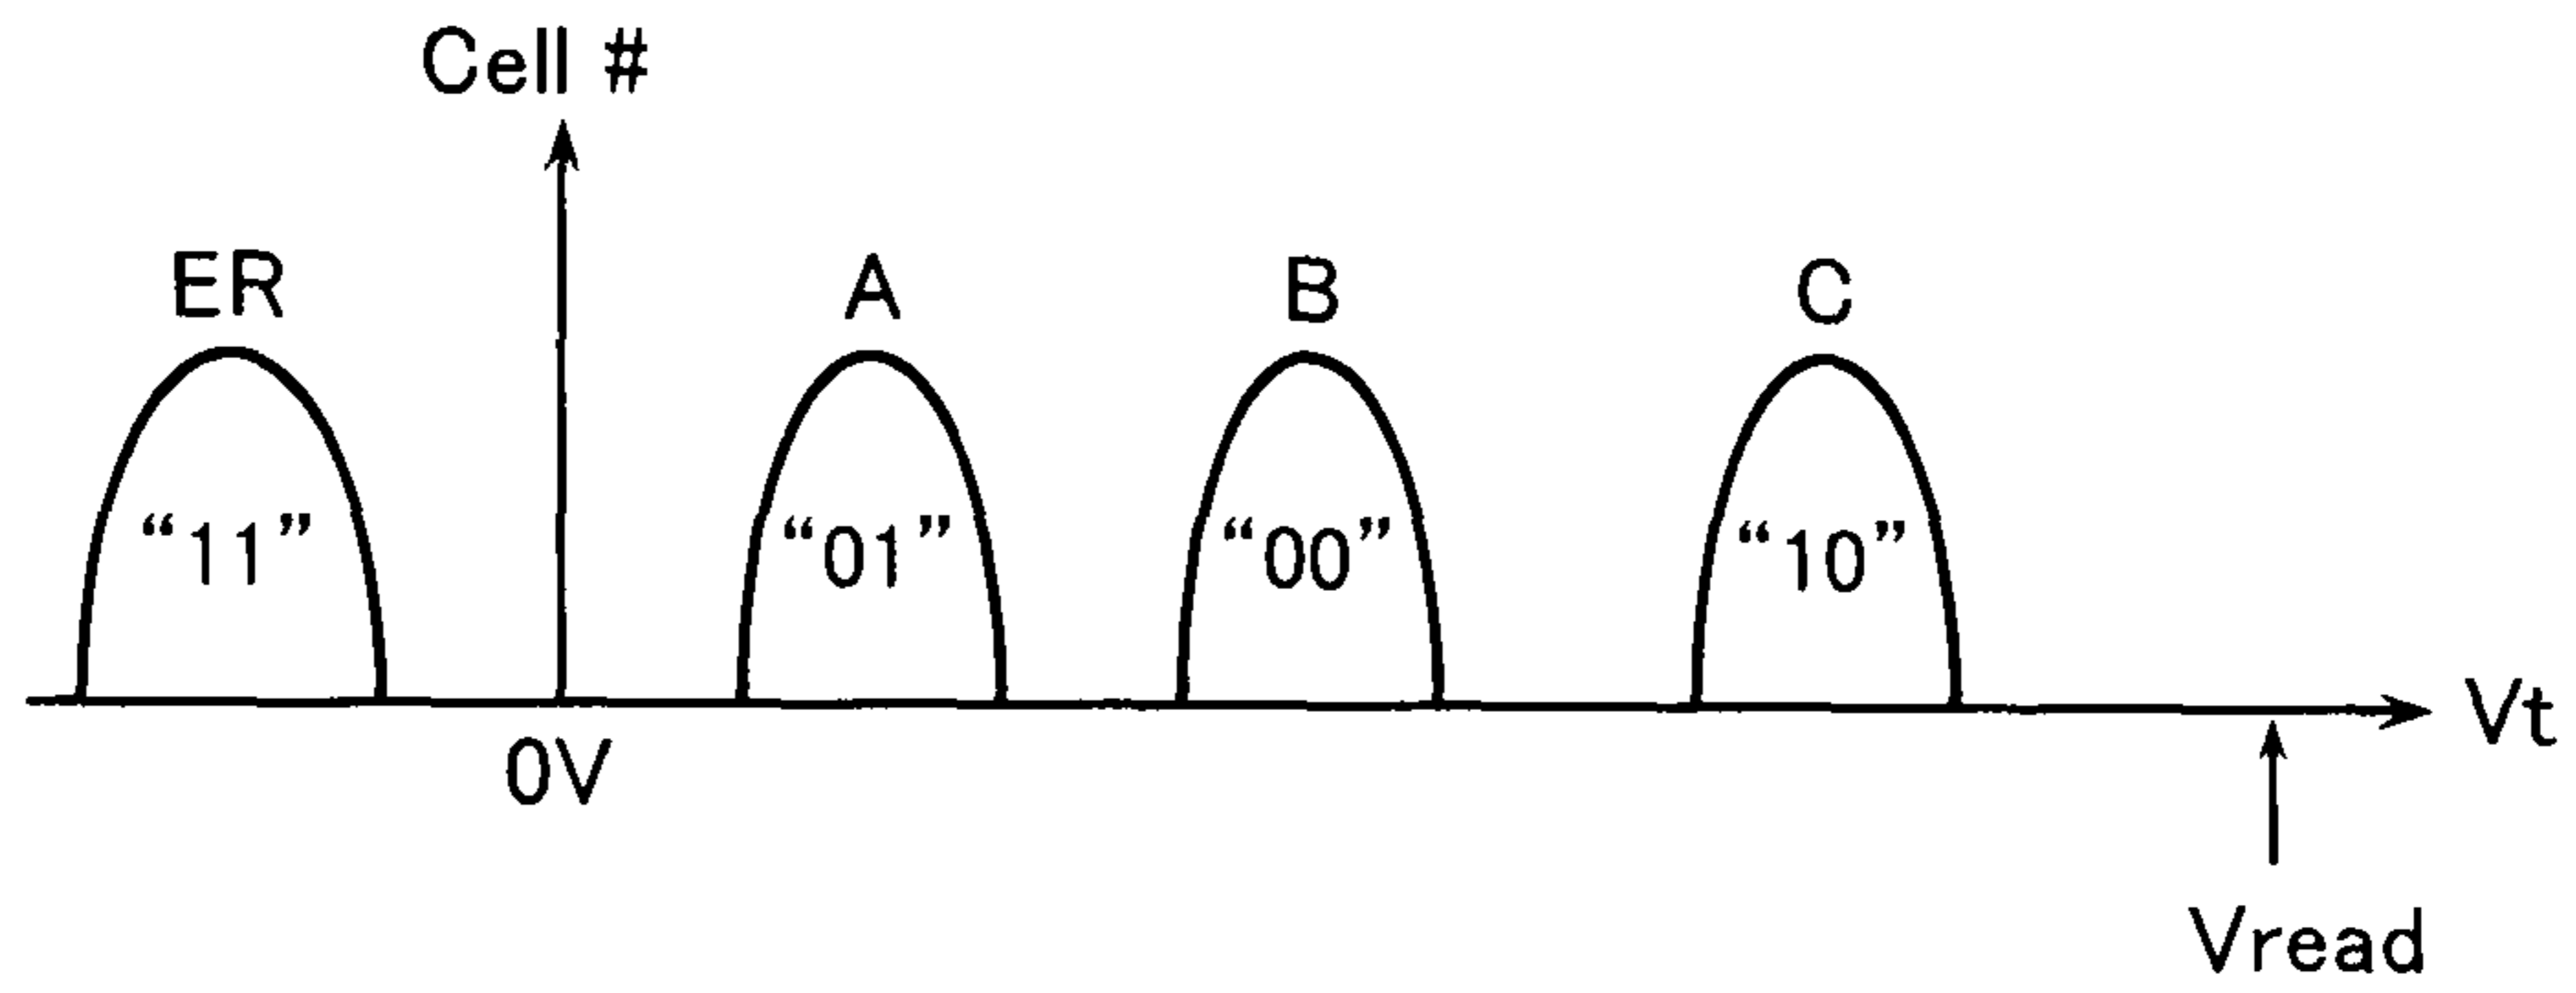 Cell #
ER A B C
“11” “01” “00” “10”
Vt
0V
Vread